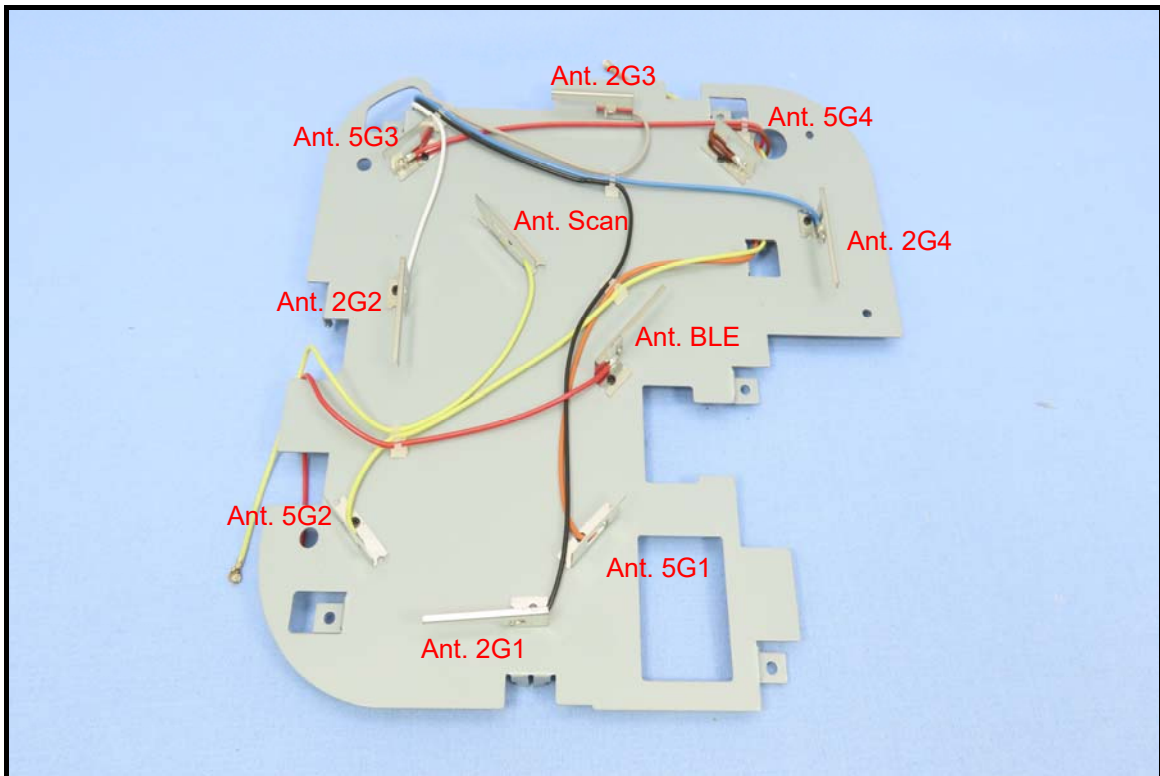 Ant. 2G3
Ant. 5G4
Ant. 5G3
Ant. Scan
Ant. 2G4
Ant. 2G2
Ant. BLE
Ant. 5G2
Ant. 5G1
Ant. 2G1